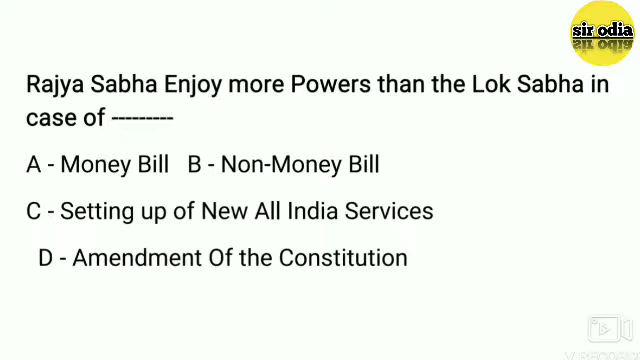 sir odia
Rajya Sabha Enjoy more Powers than the Lok Sabha in
case of ---------
A - Money Bill B - Non-Money Bill
C - Setting up of New All India Services
D - Amendment Of the Constitution